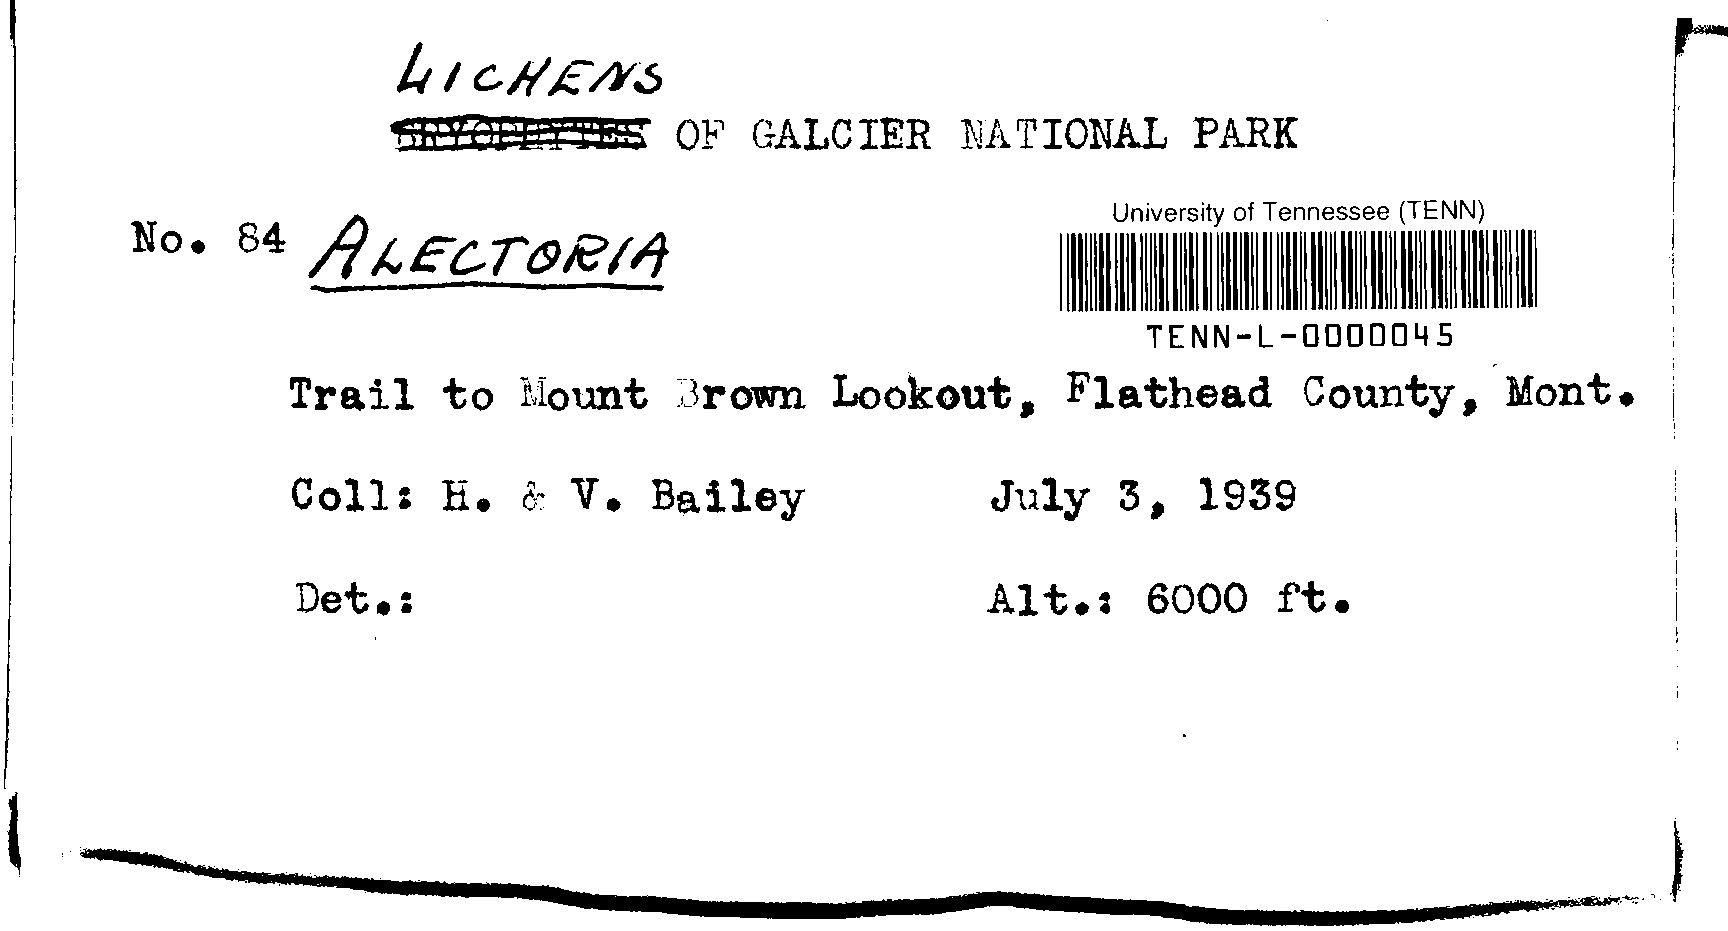 LICHENS
BRYOPHYTES OF GALCIER NATIONAL PARK
No. 84 ALECTORIA
University of Tennessee (TENN)
TENN-L-0000045
Trail to Mount Brown Lookout, Flathead County, Mont.
Coll: H. & V. Bailey July 3, 1939
Det.: Alt.: 6000 ft.